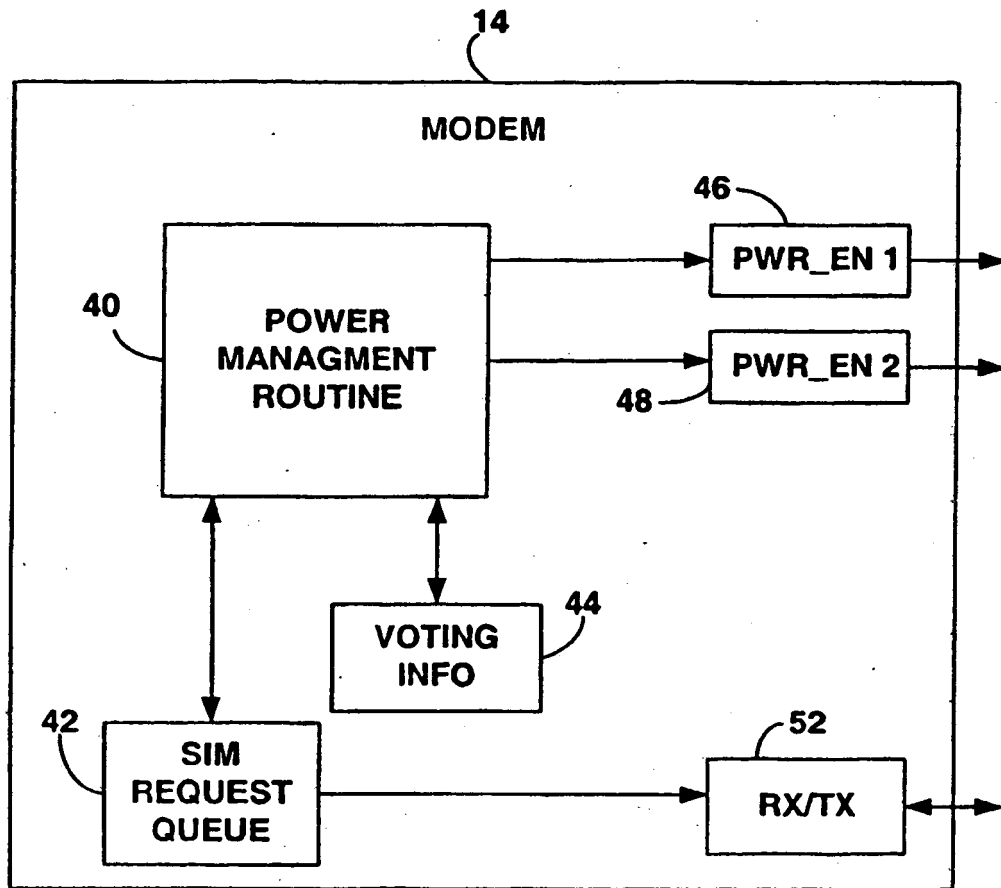 14
MODEM
46
PWR_EN 1
40
POWER
MANAGMENT
ROUTINE
PWR_EN 2
48
44
VOTING
INFO
42
SIM
REQUEST
QUEUE
52
RX/TX